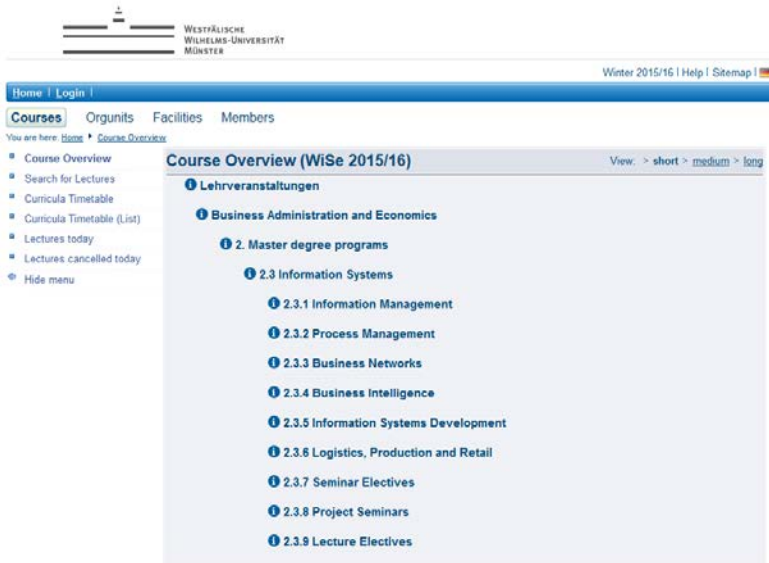 WESTFÄLISCHE
WILHELMS-UNIVERSITÄT
MÜNSTER
Winter 2015/16 | Help | Sitemap |
Home | Login |
Courses Orgunits Facilities Members
You are here: Home Course Overview
Course Overview
Search for Lectures
Curricula Timetable
Curricula Timetable (List)
Lectures today
Lectures cancelled today
Hide menu
Course Overview (WiSe 2015/16) View: > short > medium > long
Lehrveranstaltungen
Business Administration and Economics
2. Master degree programs
2.3 Information Systems
2.3.1 Information Management
2.3.2 Process Management
2.3.3 Business Networks
2.3.4 Business Intelligence
2.3.5 Information Systems Development
2.3.6 Logistics, Production and Retail
2.3.7 Seminar Electives
2.3.8 Project Seminars
2.3.9 Lecture Electives